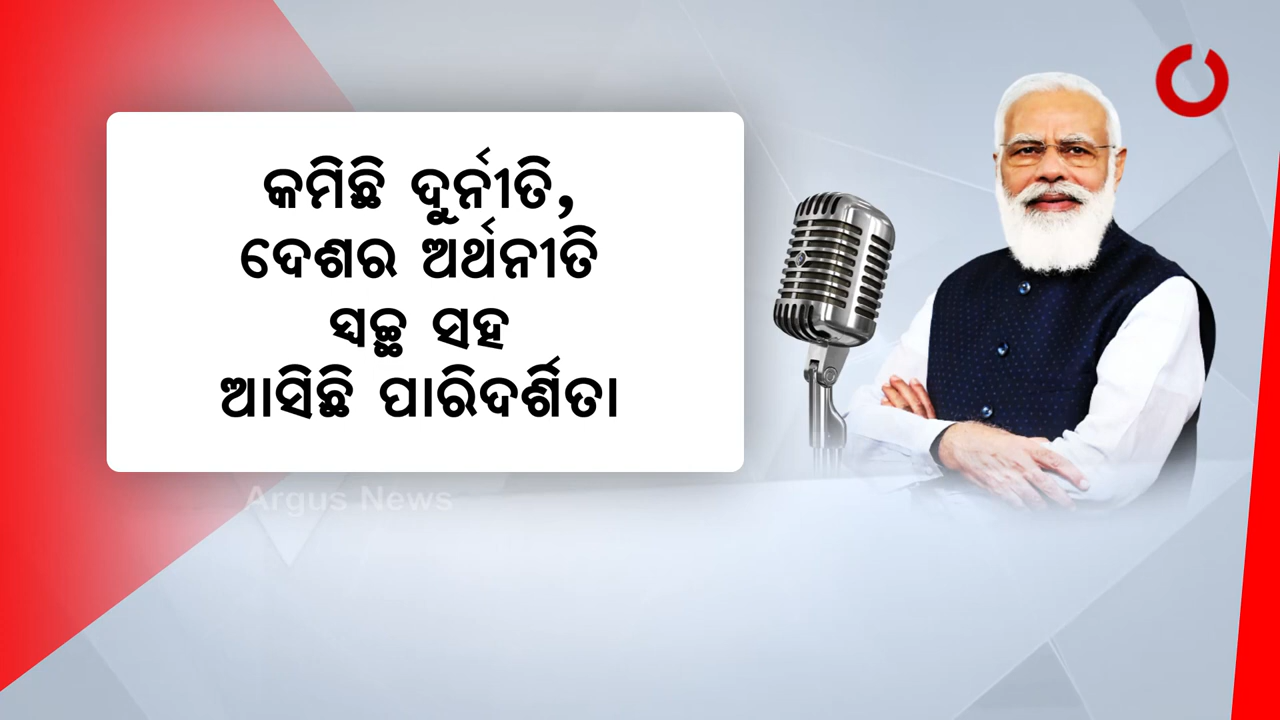 କମିଛି ଦୁର୍ନୀତି,
ଦେଶର ଅର୍ଥନୀତି
ସ୍ୱଚ୍ଛ ସହ
ଆସିଛି ପାରିଦର୍ଶିତା
Argus News